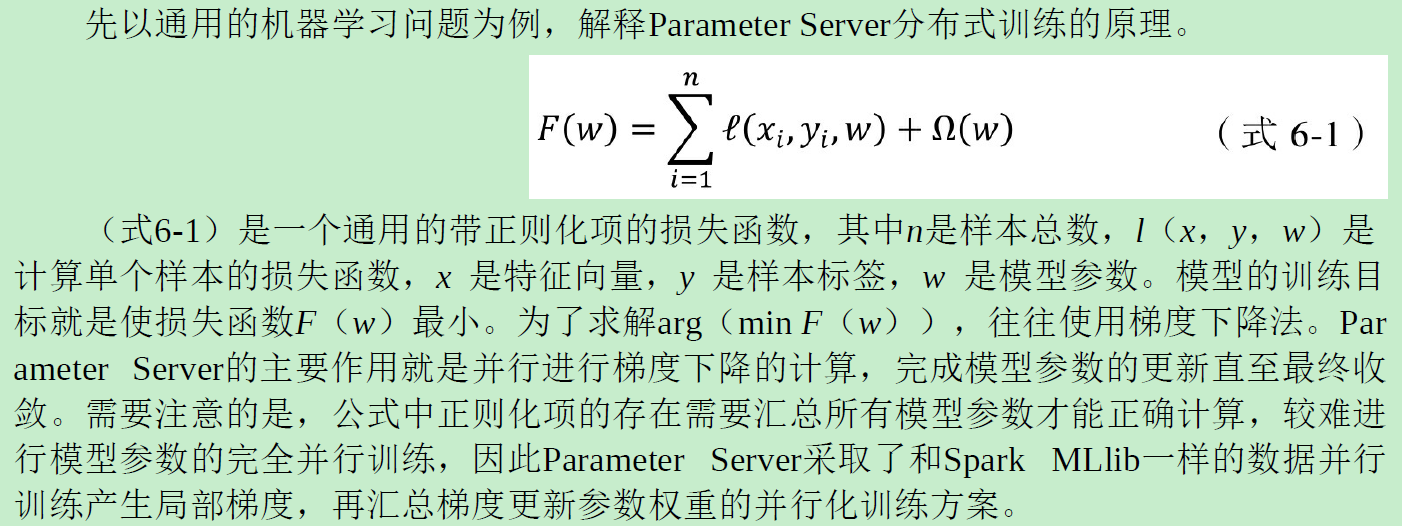 先以通用的机器学习问题为例，解释Parameter Server分布式训练的原理。
F(w) = ∑_{i=1}^{n} ℓ(x_i, y_i, w) + Ω(w) （式 6-1）
（式6-1）是一个通用的带正则化项的损失函数，其中n是样本总数，l（x，y，w）是
计算单个样本的损失函数，x 是特征向量，y 是样本标签，w 是模型参数。模型的训练目
标就是使损失函数F（w）最小。为了求解arg（min F（w）），往往使用梯度下降法。Par
ameter Server的主要作用就是并行进行梯度下降的计算，完成模型参数的更新直至最终收
敛。需要注意的是，公式中正则化项的存在需要汇总所有模型参数才能正确计算，较难进
行模型参数的完全并行训练，因此Parameter Server采取了和Spark MLlib一样的数据并行
训练产生局部梯度，再汇总梯度更新参数权重的并行化训练方案。